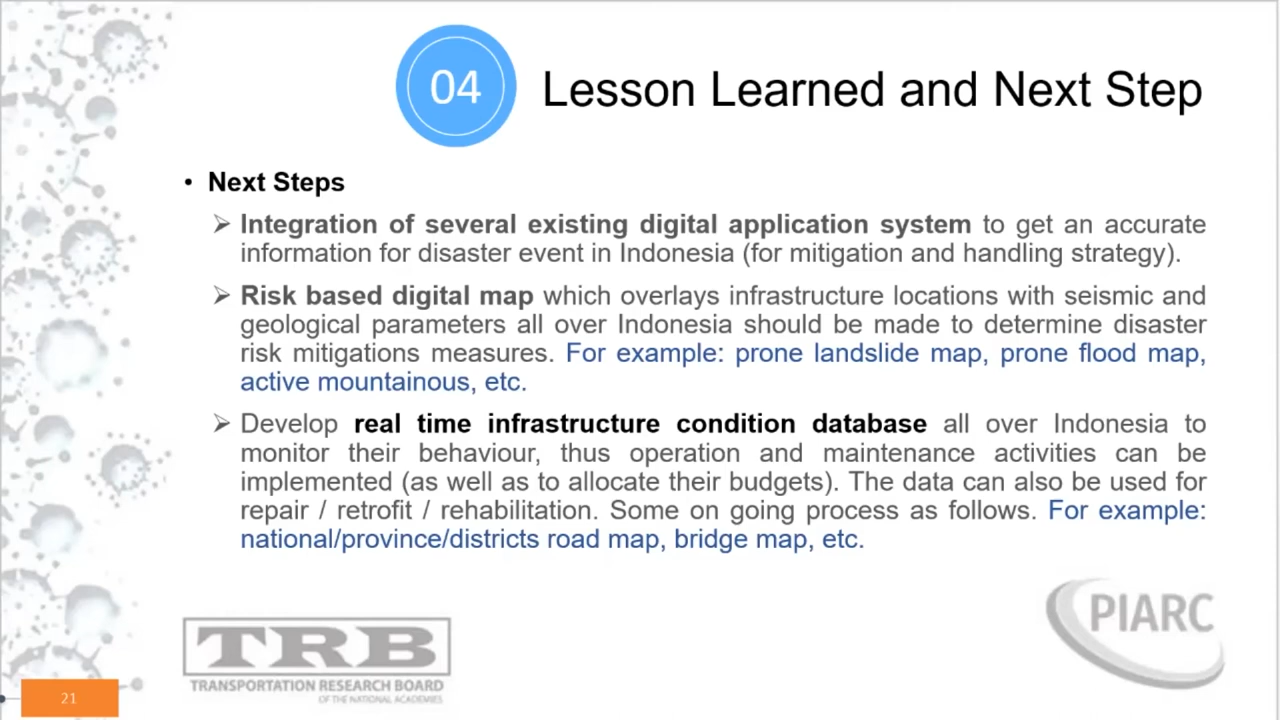 04
Lesson Learned and Next Step
• Next Steps
➢ Integration of several existing digital application system to get an accurate
information for disaster event in Indonesia (for mitigation and handling strategy).
➢ Risk based digital map which overlays infrastructure locations with seismic and
geological parameters all over Indonesia should be made to determine disaster
risk mitigations measures. For example: prone landslide map, prone flood map,
active mountainous, etc.
➢ Develop real time infrastructure condition database all over Indonesia to
monitor their behaviour, thus operation and maintenance activities can be
implemented (as well as to allocate their budgets). The data can also be used for
repair / retrofit / rehabilitation. Some on going process as follows. For example:
national/province/districts road map, bridge map, etc.
TRB
TRANSPORTATION RESEARCH BOARD
OF THE NATIONAL ACADEMIES
PIARC
21